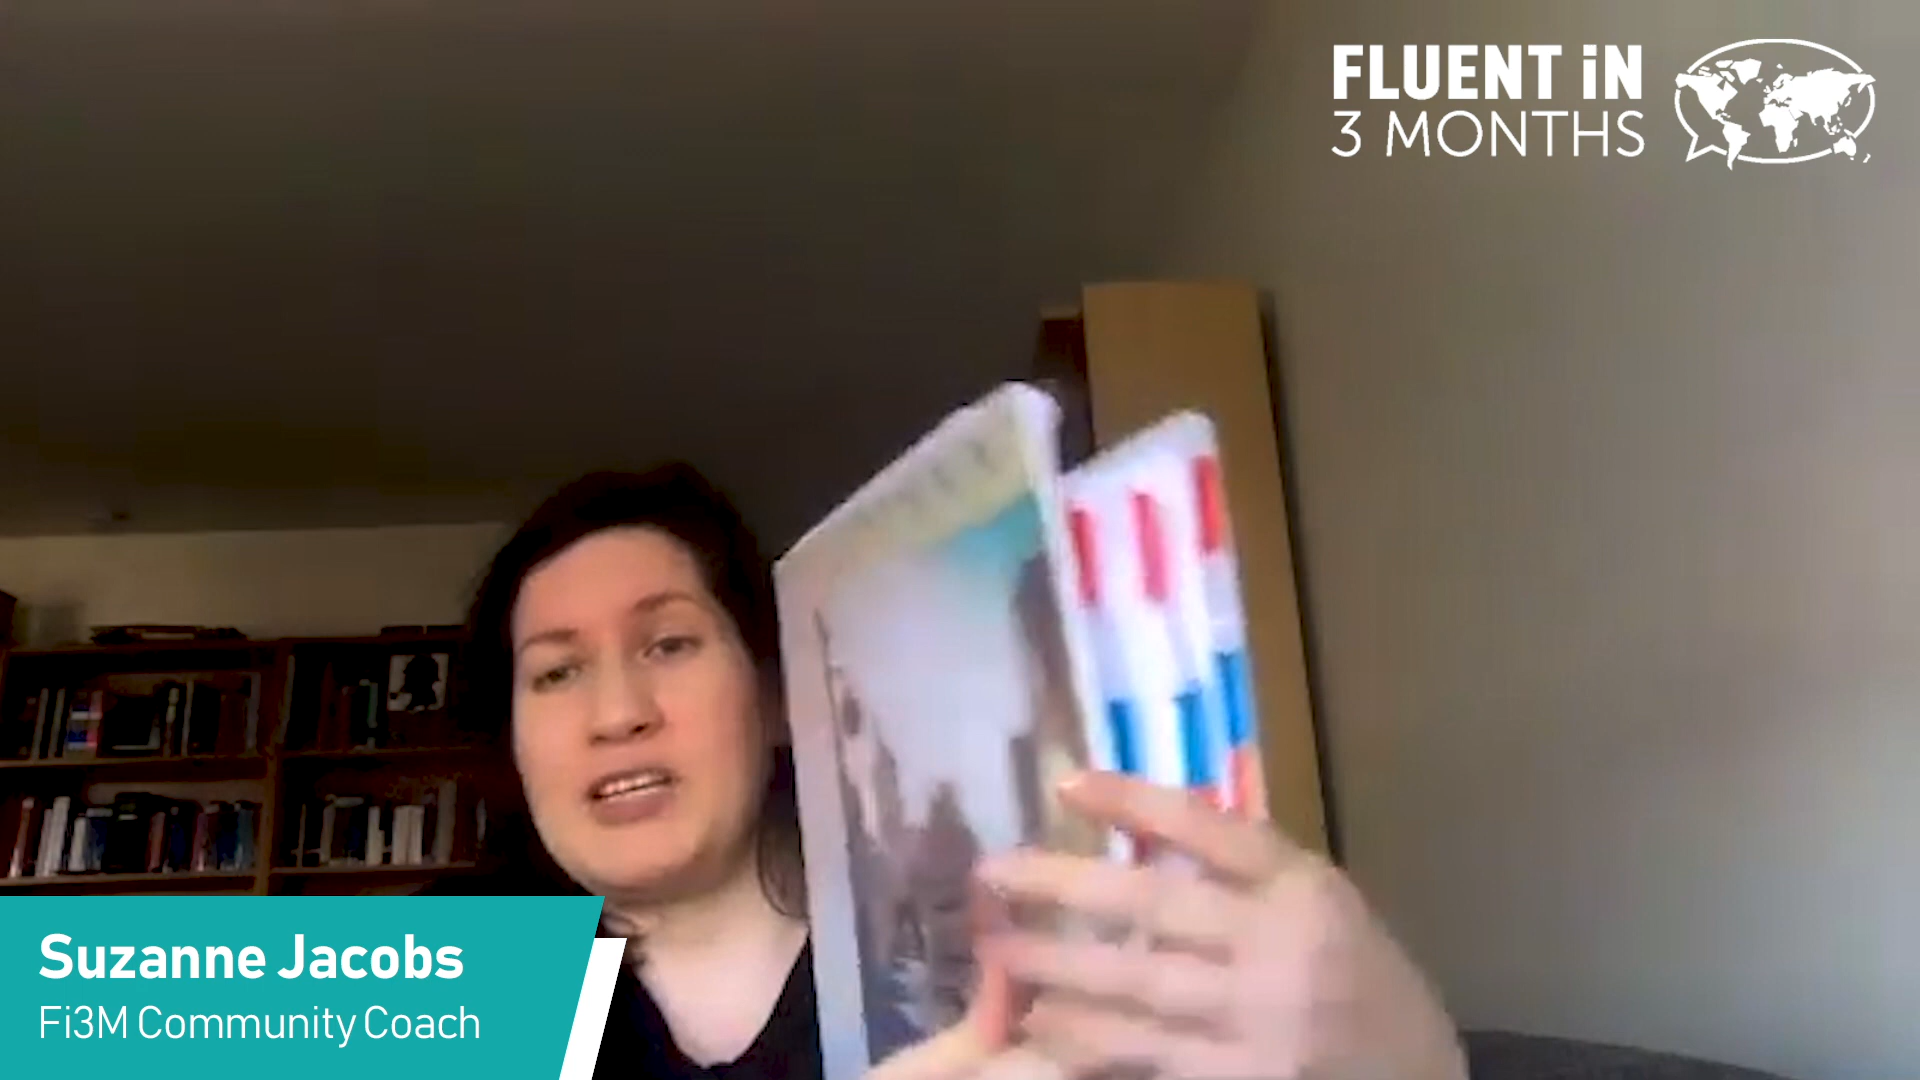 FLUENT iN
3 MONTHS
Suzanne Jacobs
Fi3M Community Coach